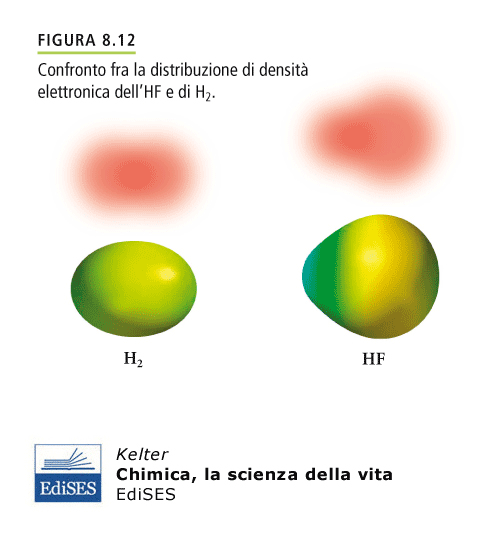 FIGURA 8.12
Confronto fra la distribuzione di densità
elettronica dell'HF e di H₂.
H₂
HF
EdiSES
Kelter
Chimica, la scienza della vita
EdiSES